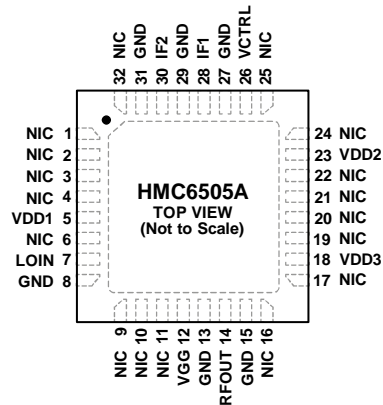 32 NIC
31 GND
30 IF2
29 GND
28 IF1
27 GND
26 VCTRL
25 NIC
NIC 1
NIC 2
NIC 3
NIC 4
VDD1 5
NIC 6
LOIN 7
GND 8
HMC6505A
TOP VIEW
(Not to Scale)
24 NIC
23 VDD2
22 NIC
21 NIC
20 NIC
19 NIC
18 VDD3
17 NIC
NIC 9
NIC 10
NIC 11
VGG 12
GND 13
RFOUT 14
GND 15
NIC 16